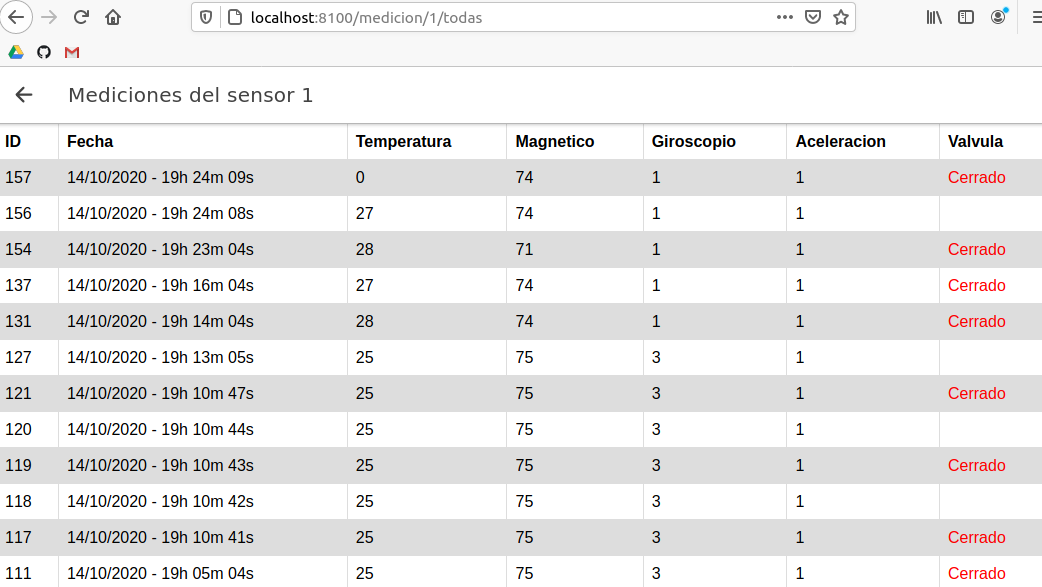 localhost:8100/medicion/1/todas
Mediciones del sensor 1
ID Fecha Temperatura Magnetico Giroscopio Aceleracion Valvula
157 14/10/2020 - 19h 24m 09s 0 74 1 1 Cerrado
156 14/10/2020 - 19h 24m 08s 27 74 1 1
154 14/10/2020 - 19h 23m 04s 28 71 1 1 Cerrado
137 14/10/2020 - 19h 16m 04s 27 74 1 1 Cerrado
131 14/10/2020 - 19h 14m 04s 28 74 1 1 Cerrado
127 14/10/2020 - 19h 13m 05s 25 75 3 1
121 14/10/2020 - 19h 10m 47s 25 75 3 1 Cerrado
120 14/10/2020 - 19h 10m 44s 25 75 3 1
119 14/10/2020 - 19h 10m 43s 25 75 3 1 Cerrado
118 14/10/2020 - 19h 10m 42s 25 75 3 1
117 14/10/2020 - 19h 10m 41s 25 75 3 1 Cerrado
111 14/10/2020 - 19h 05m 04s 25 75 3 1 Cerrado